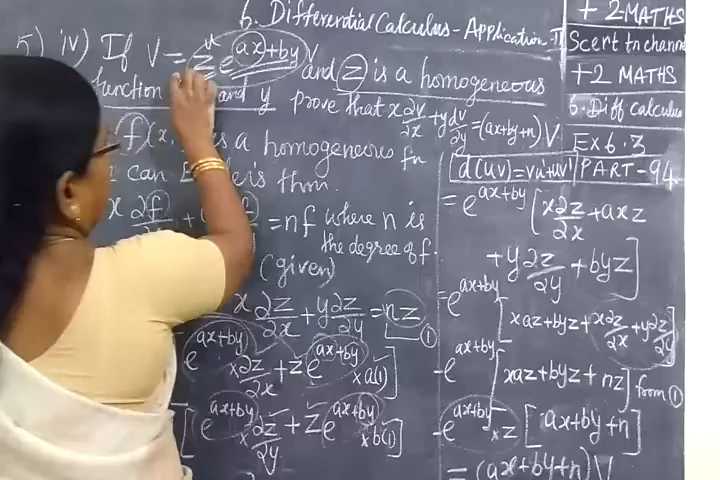 6. Differential Calculus - Application - II
5) iv) If V = z e^(ax+by) and z is a homogeneous
function and y prove that x ∂v/∂x + y ∂v/∂y = (ax+by+n) V
f(x, is a homogeneous fn
can thm.
x ∂f/ = nf where n is
the degree of f.
(given)
x ∂z/∂x + y ∂z/∂y = nz
①
e^(ax+by) × ∂z/∂x + z e^(ax+by) × a(1)]
[e^(ax+by) × ∂z/∂y + z e^(ax+by) × b(1)]
+2 MATHS
Scert tn channel
+2 MATHS
6. Diff calculus
EX 6.3
d(uv) = vu'+uv' PART - 94
= e^(ax+by) [x ∂z/∂x + axz
+ y ∂z/∂y + byz]
= e^(ax+by) [xaz + byz + x ∂z/∂x + y ∂z/∂y]
= e^(ax+by) [xaz + byz + nz] from ①
= e^(ax+by) × z [ax+by+n]
= (ax+by+n) V